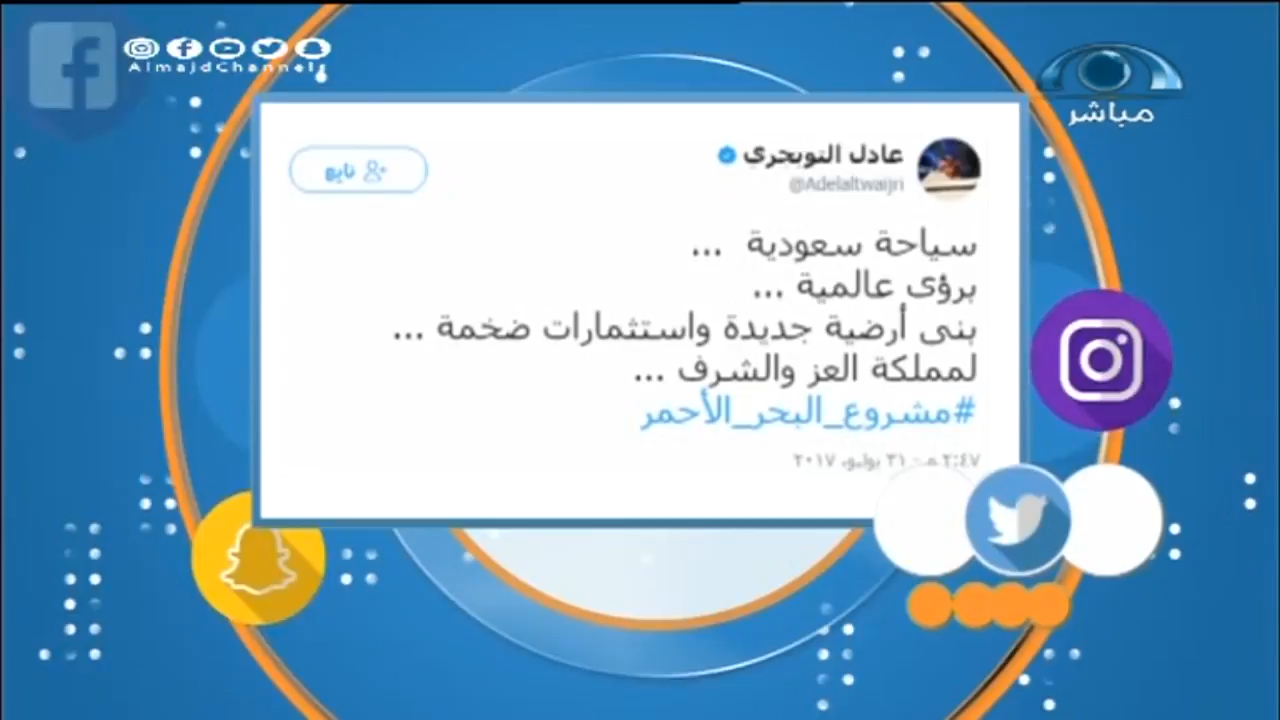 AlmajdChannels
مباشر
عادل التويجري
@Adelaltwaijri
تابع
سياحة سعودية ...
برؤى عالمية ...
بنى أرضية جديدة واستثمارات ضخمة ...
لمملكة العز والشرف ...
#مشروع_البحر_الأحمر
٢:٤٧ م - ٣١ يوليو، ٢٠١٧